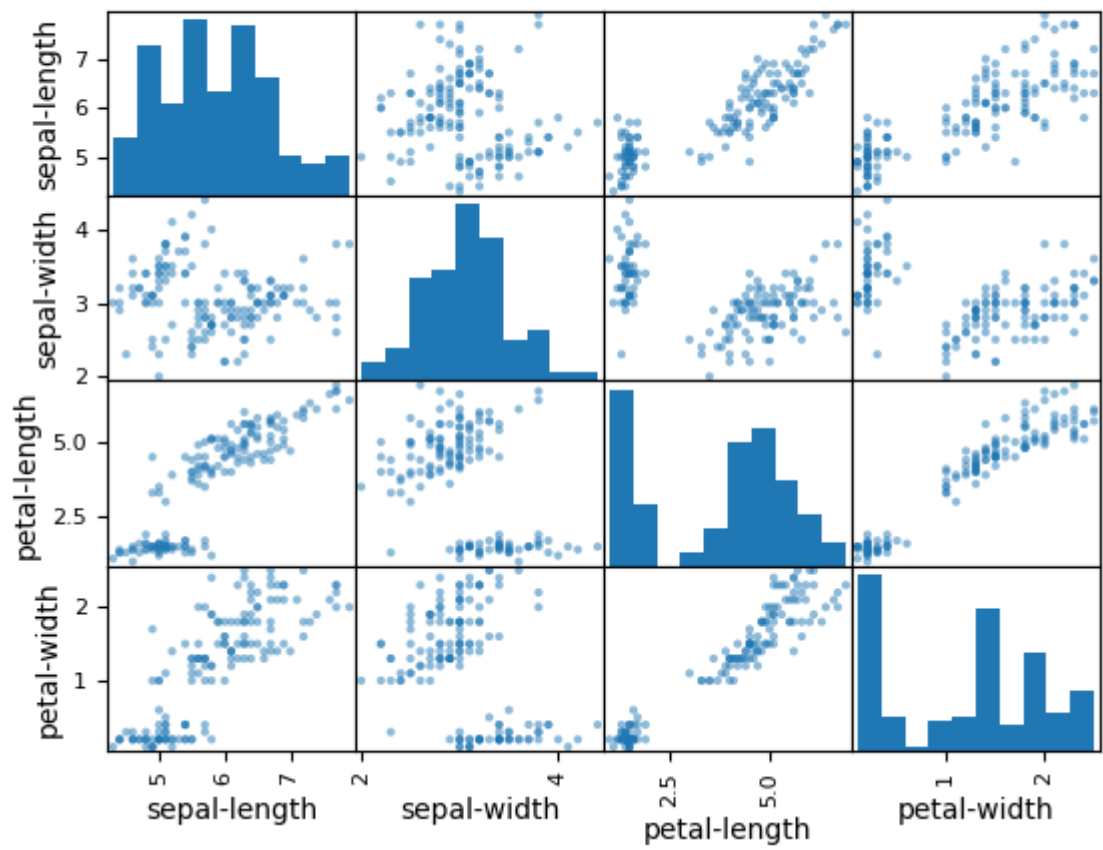 sepal-length
7
6
5
sepal-width
4
3
2
petal-length
5.0
2.5
petal-width
2
1
5 6 7
2 4
2.5 5.0
1 2
sepal-length sepal-width petal-length petal-width